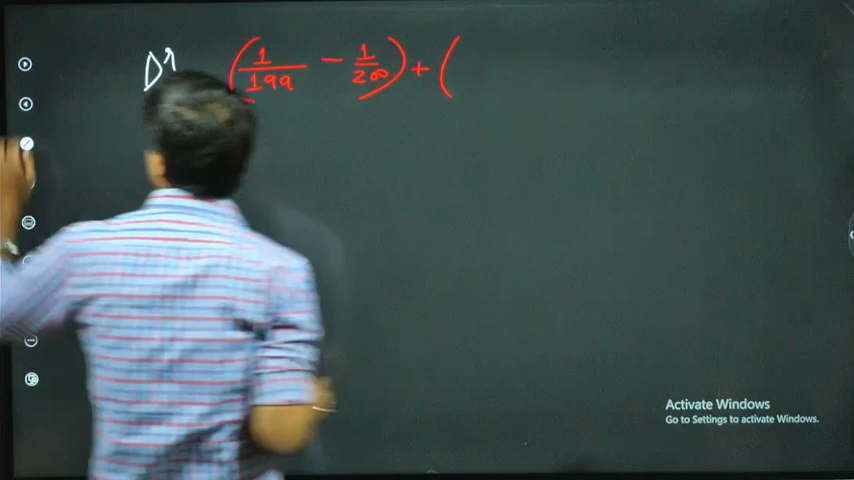 Dʳ (1/199 - 1/200) + (
Activate Windows
Go to Settings to activate Windows.